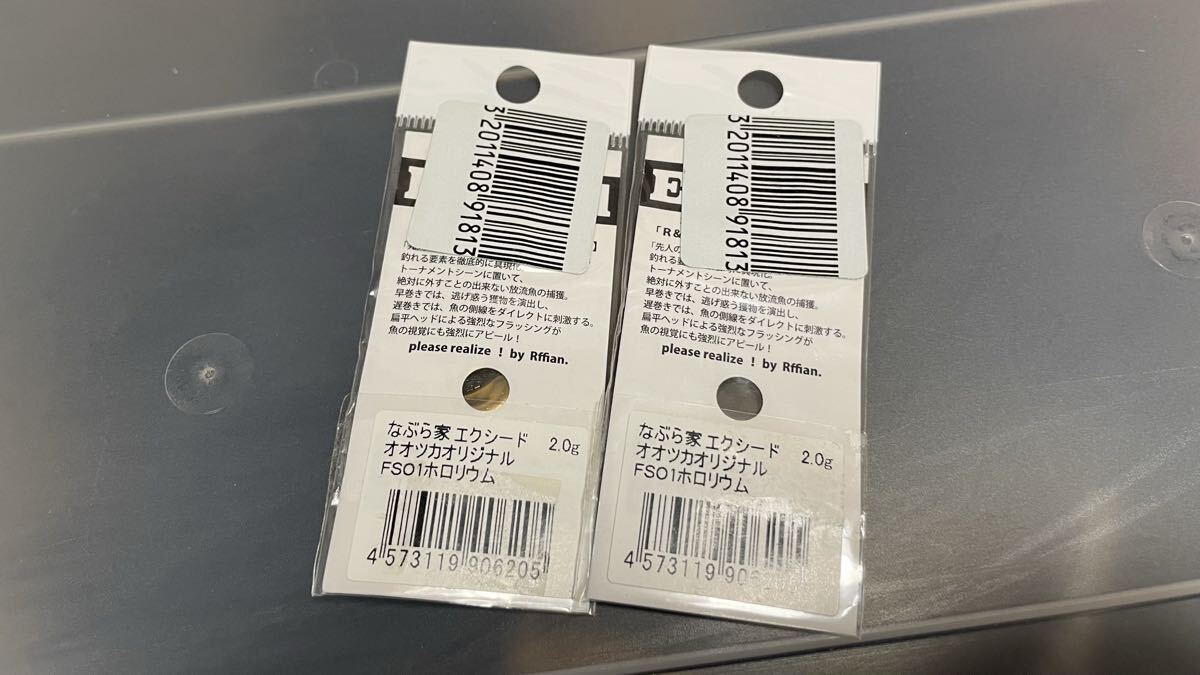 3201140891813
釣れる要素を徹底的に具現化。
トーナメントシーンに置いて、
絶対に外すことの出来ない放流魚の捕獲。
早巻きでは、逃げ惑う獲物を演出し、
遅巻きでは、魚の側線をダイレクトに刺激する。
扁平ヘッドによる強烈なフラッシングが
魚の視覚にも強烈にアピール！
please realize ! by Rffian.
なぶら家 エクシード 2.0g
オオツカオリジナル
FS01ホロリウム
4 573119 906205
3201140891813
「R&
「先人の
釣れる要素を徹底的に具現化。
トーナメントシーンに置いて、
絶対に外すことの出来ない放流魚の捕獲。
早巻きでは、逃げ惑う獲物を演出し、
遅巻きでは、魚の側線をダイレクトに刺激する。
扁平ヘッドによる強烈なフラッシングが
魚の視覚にも強烈にアピール！
please realize ! by Rffian.
なぶら家 エクシード 2.0g
オオツカオリジナル
FS01ホロリウム
4 573119 906